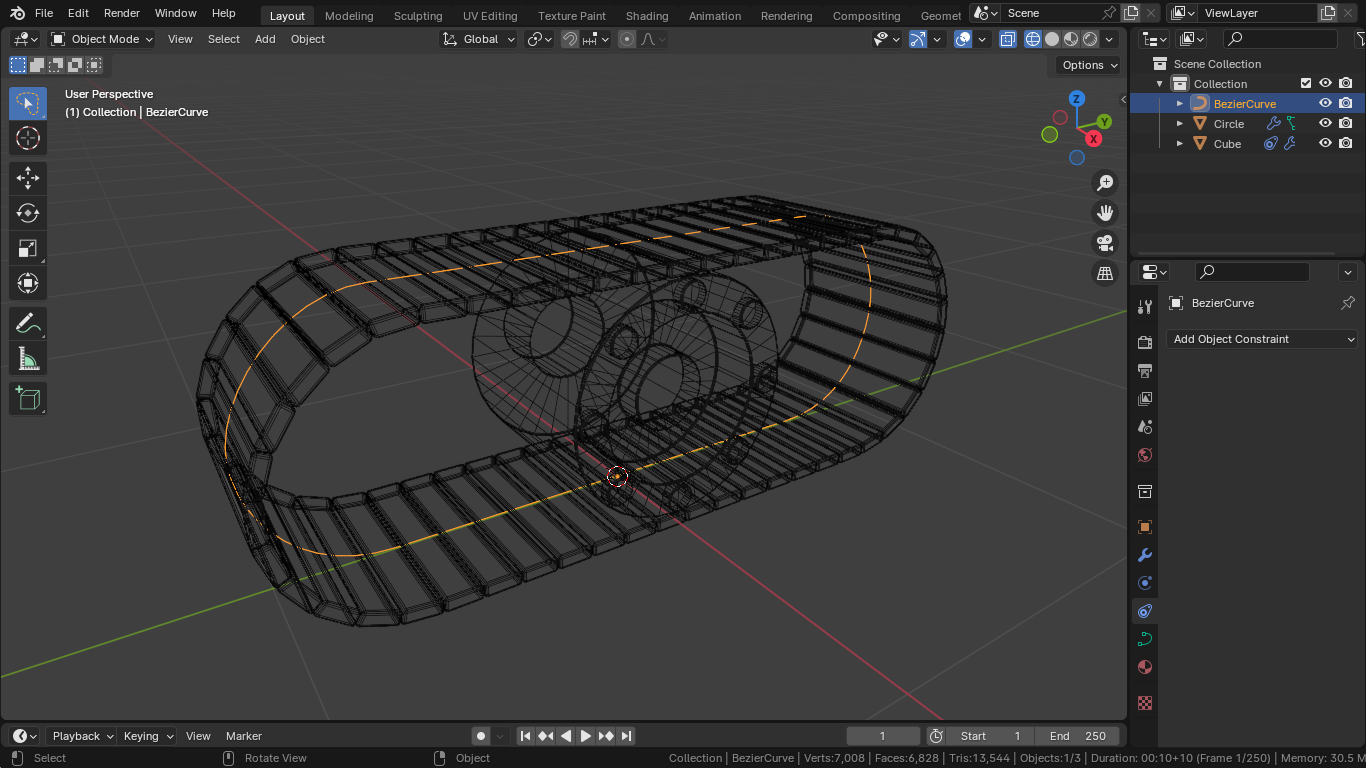 File Edit Render Window Help Layout Modeling Sculpting UV Editing Texture Paint Shading Animation Rendering Compositing Geomet Scene ViewLayer
Object Mode View Select Add Object Global
Options
User Perspective
(1) Collection | BezierCurve
Z
Y
X
Scene Collection
Collection
BezierCurve
Circle
Cube
BezierCurve
Add Object Constraint
Playback Keying View Marker 1 Start 1 End 250
Select Rotate View Object Collection | BezierCurve | Verts:7,008 | Faces:6,828 | Tris:13,544 | Objects:1/3 | Duration: 00:10+10 (Frame 1/250) | Memory: 30.5 M